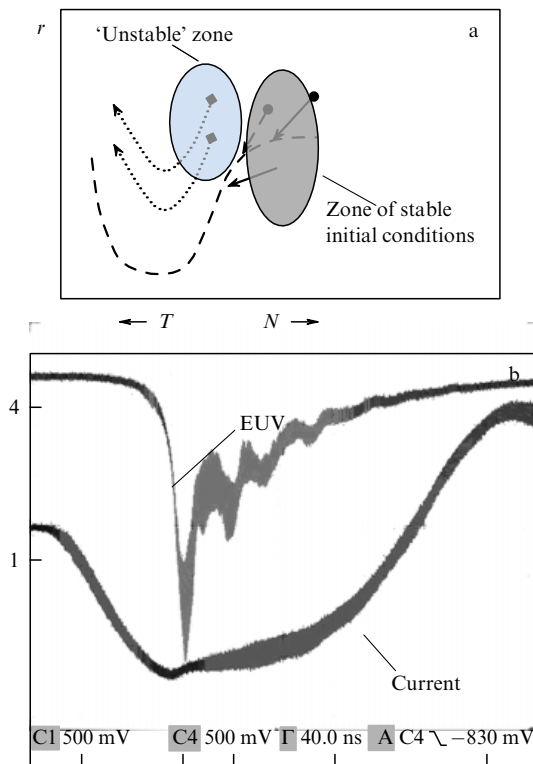 r
a
‘Unstable’ zone
Zone of stable
initial conditions
T N
b
4
EUV
1
Current
C1 500 mV C4 500 mV Γ 40.0 ns A C4 −830 mV